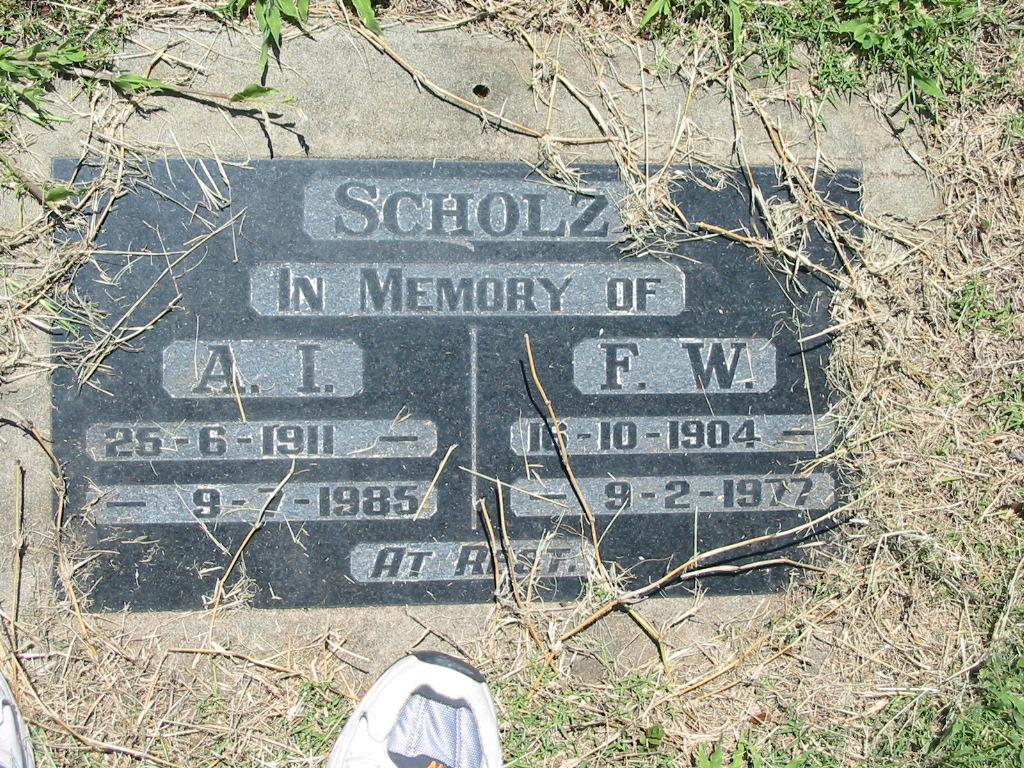 SCHOLZ
IN MEMORY OF
A. I. F. W.
25-6-1911 — 16-10-1904 —
— 9-7-1985 — 9-2-1977
AT REST.